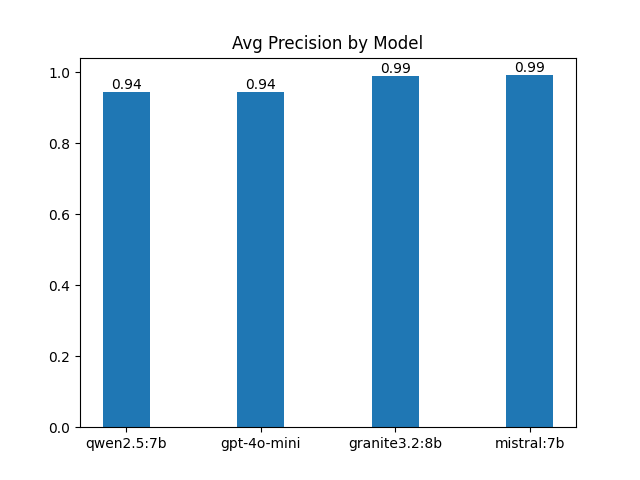 Avg Precision by Model
1.0
0.8
0.6
0.4
0.2
0.0
0.94
0.94
0.99
0.99
qwen2.5:7b
gpt-4o-mini
granite3.2:8b
mistral:7b